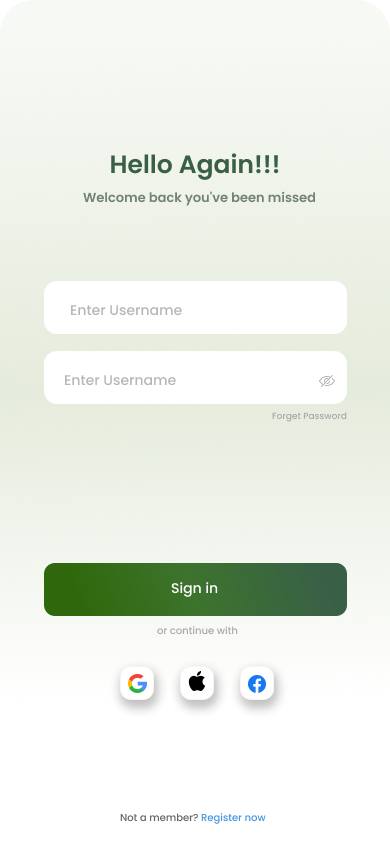 Hello Again!!!
Welcome back you've been missed
Enter Username
Enter Username
Forget Password
Sign in
or continue with
Not a member? Register now